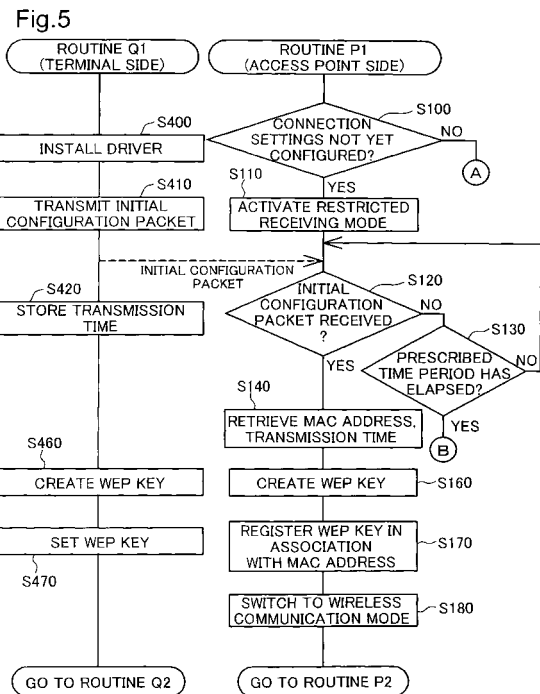 Fig.5
ROUTINE Q1
(TERMINAL SIDE)
ROUTINE P1
(ACCESS POINT SIDE)
S400
INSTALL DRIVER
S100
CONNECTION
SETTINGS NOT YET
CONFIGURED?
NO
A
S410
TRANSMIT INITIAL
CONFIGURATION PACKET
S110
YES
ACTIVATE RESTRICTED
RECEIVING MODE
INITIAL CONFIGURATION
PACKET
S420
STORE TRANSMISSION
TIME
S120
INITIAL
CONFIGURATION
PACKET RECEIVED
?
NO
S130
PRESCRIBED
TIME PERIOD HAS
ELAPSED?
NO
YES
YES
B
S140
RETRIEVE MAC ADDRESS,
TRANSMISSION TIME
S460
CREATE WEP KEY
CREATE WEP KEY
S160
SET WEP KEY
S470
REGISTER WEP KEY IN
ASSOCIATION
WITH MAC ADDRESS
S170
SWITCH TO WIRELESS
COMMUNICATION MODE
S180
GO TO ROUTINE Q2
GO TO ROUTINE P2